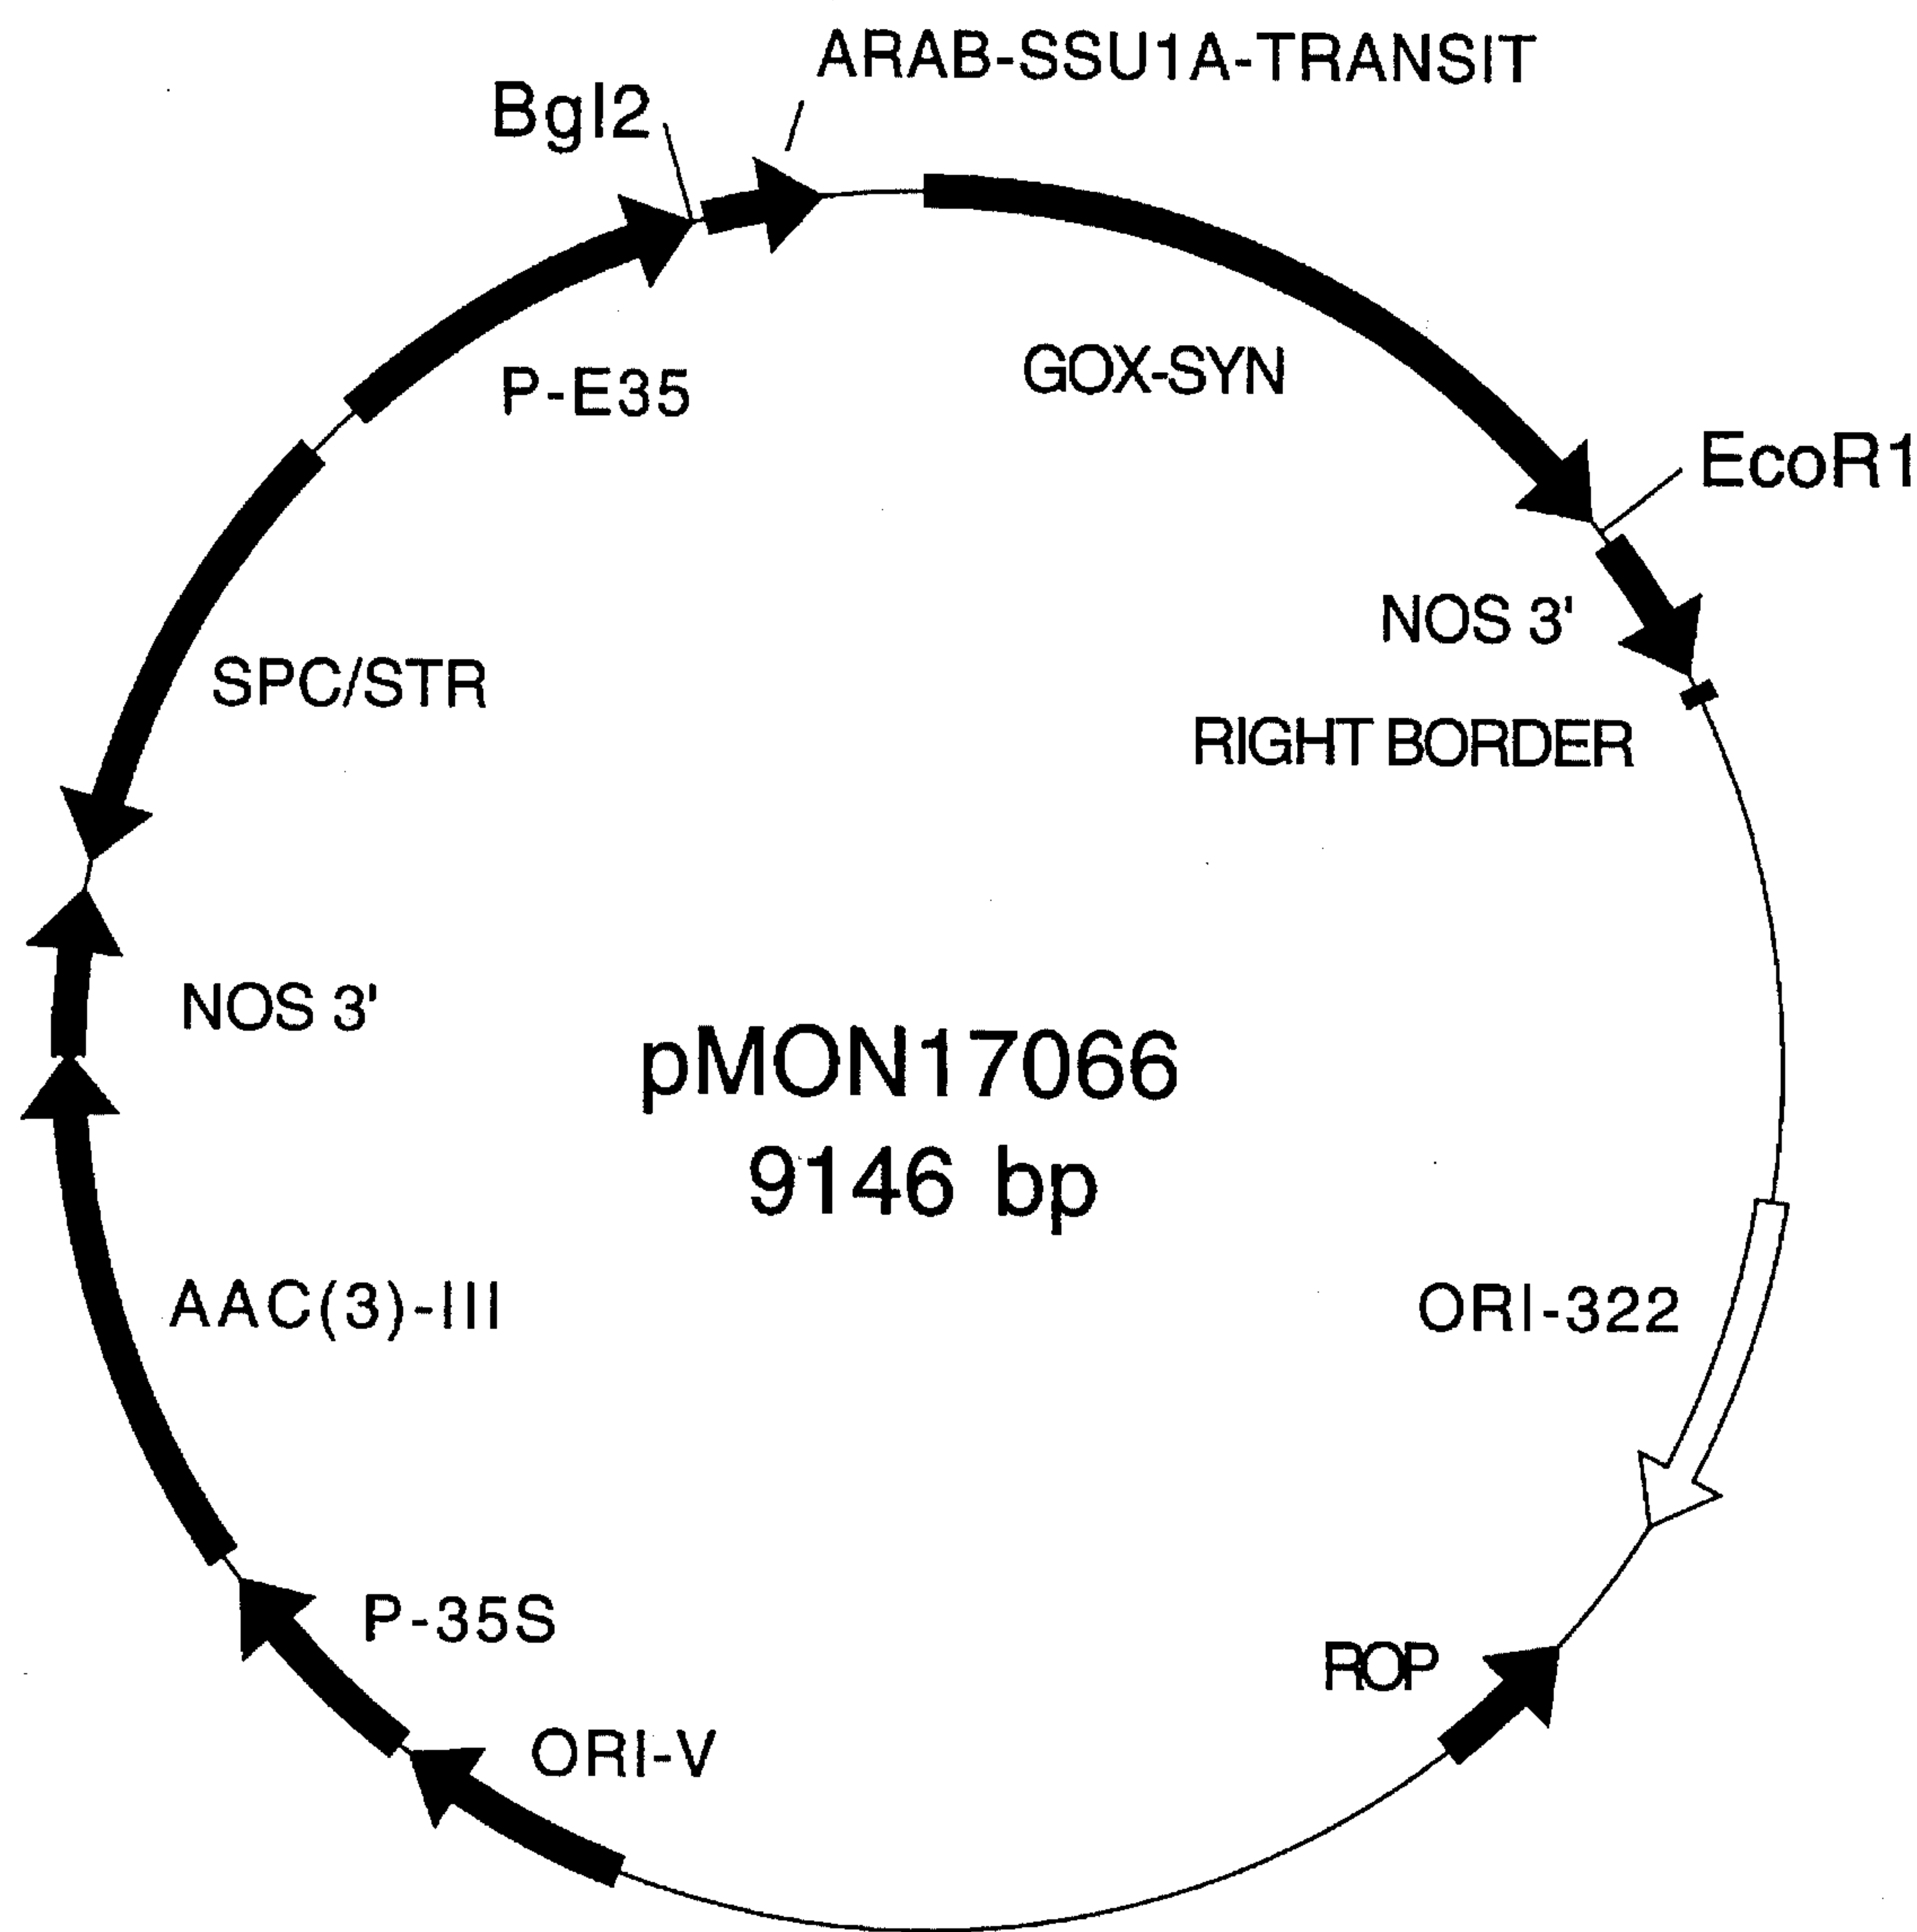 ARAB-SSU1A-TRANSIT
Bgl2
P-E35
GOX-SYN
EcoR1
NOS 3'
SPC/STR
RIGHT BORDER
NOS 3'
pMON17066
9146 bp
AAC(3)-III
ORI-322
P-35S
ROP
ORI-V